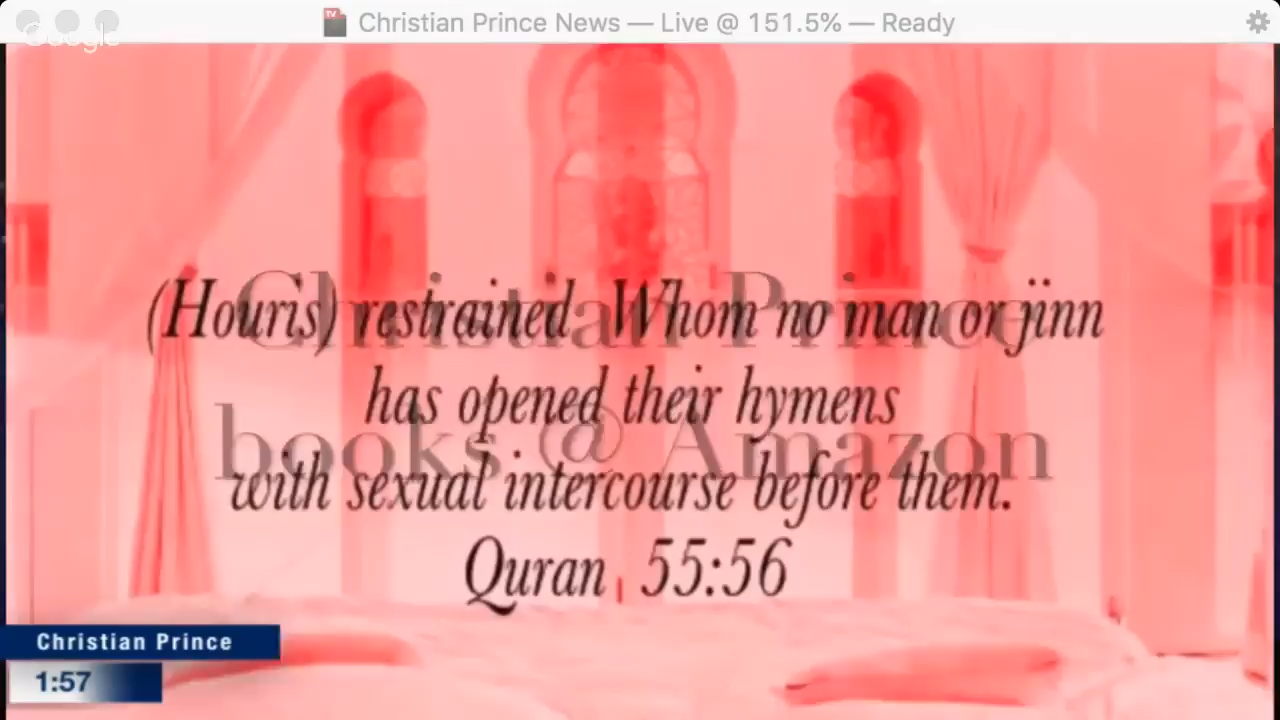 Christian Prince News — Live @ 151.5% — Ready
Google
(Houris) restrained. Whom no man or jinn
has opened their hymens
with sexual intercourse before them.
Quran 55:56
Christian Prince
books @ Amazon
Christian Prince
1:57